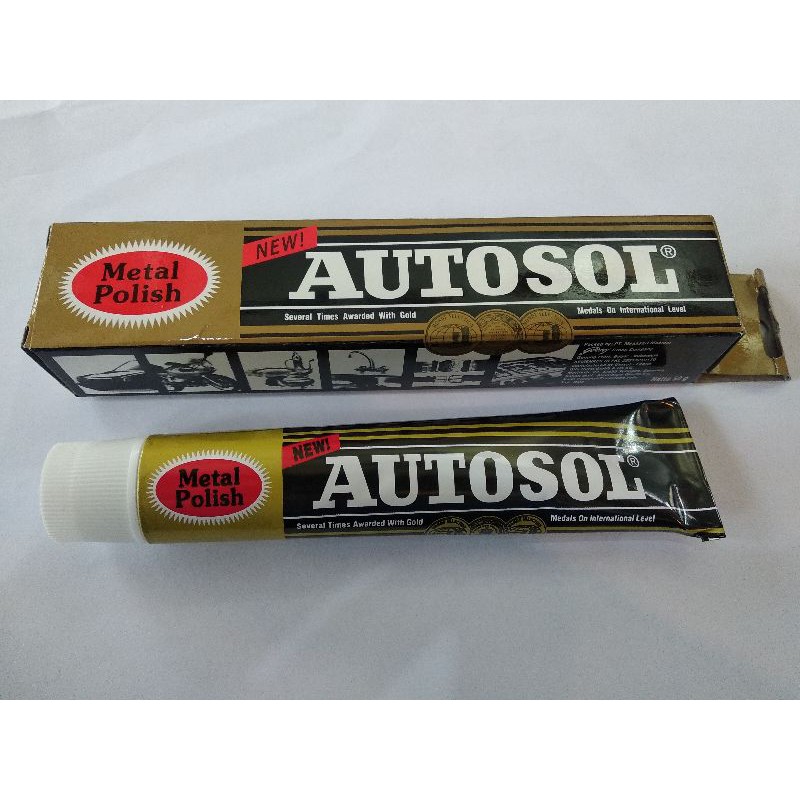 Metal
Polish
NEW!
AUTOSOL®
Several Times Awarded With Gold
Medals On International Level
Netto
Metal
Polish
NEW!
AUTOSOL®
Several Times Awarded With Gold
Medals On International Level